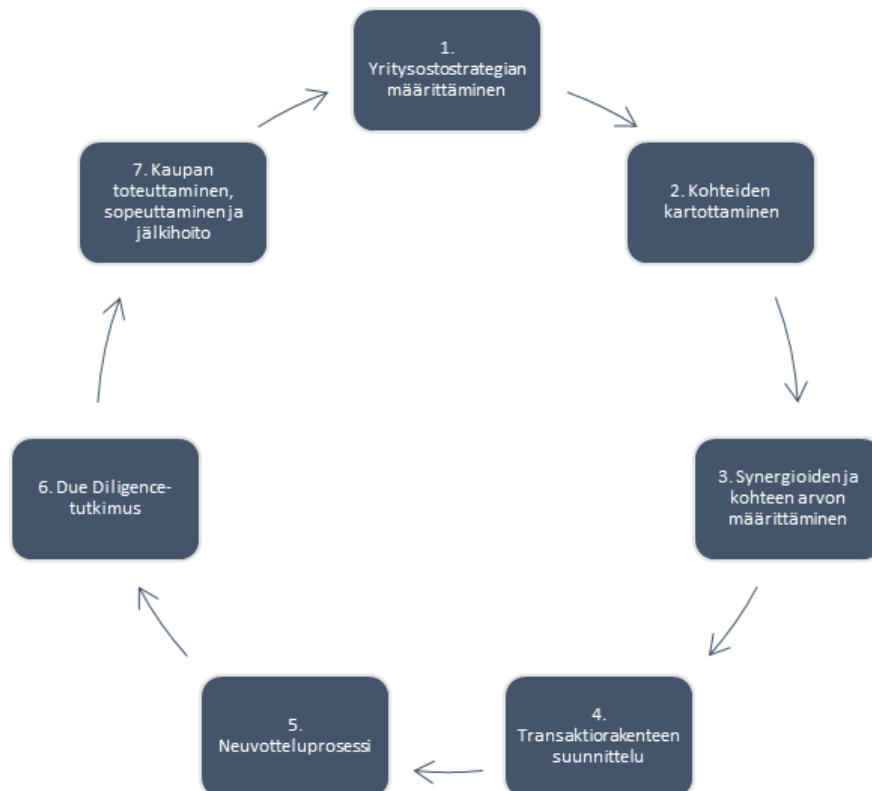 1.
Yritysostostrategian
määrittäminen
2. Kohteiden
kartottaminen
3. Synergioiden ja
kohteen arvon
määrittäminen
4.
Transaktiorakenteen
suunnittelu
5.
Neuvotteluprosessi
6. Due Diligence-
tutkimus
7. Kaupan
toteuttaminen,
sopeuttaminen ja
jälkihoito